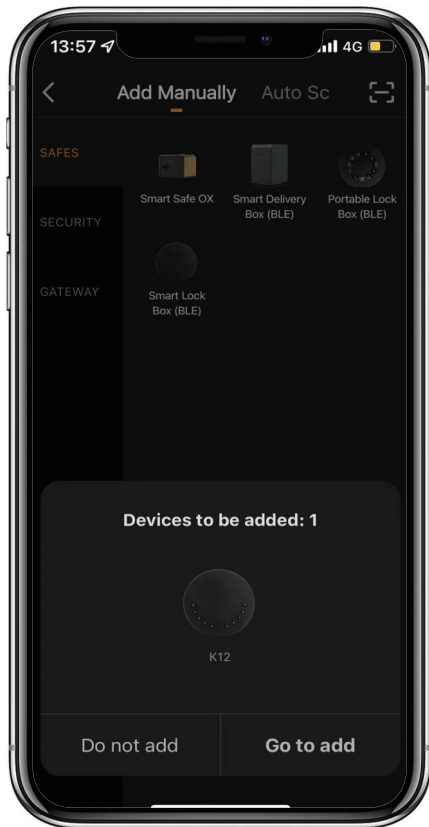 13:57
4G
Add Manually Auto Sc
SAFES
Smart Safe OX
Smart Delivery
Box (BLE)
Portable Lock
Box (BLE)
SECURITY
GATEWAY
Smart Lock
Box (BLE)
Devices to be added: 1
K12
Do not add
Go to add